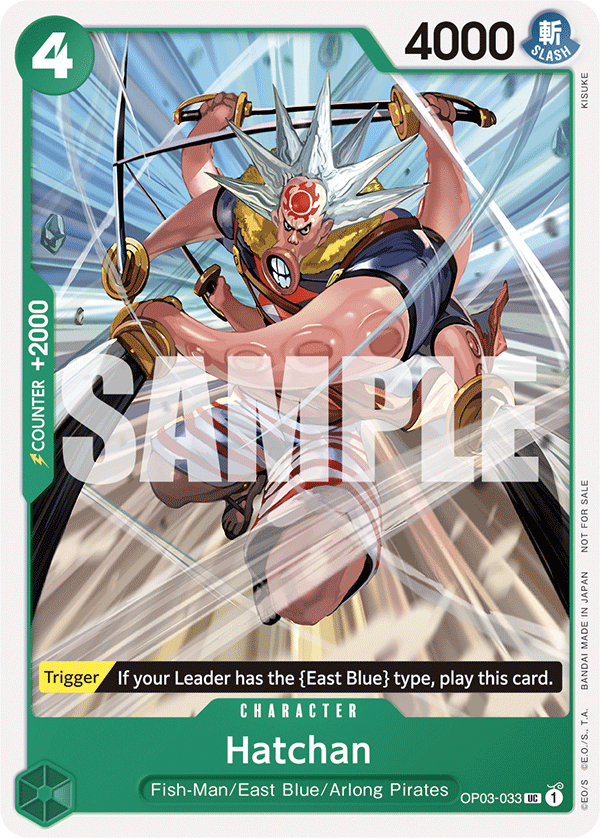 4
4000
斬
SLASH
KISUKE
COUNTER +2000
SAMPLE
©EO/S ©E.O./S., T.A. BANDAI MADE IN JAPAN NOT FOR SALE
Trigger If your Leader has the {East Blue} type, play this card.
CHARACTER
Hatchan
Fish-Man/East Blue/Arlong Pirates
OP03-033 UC 1